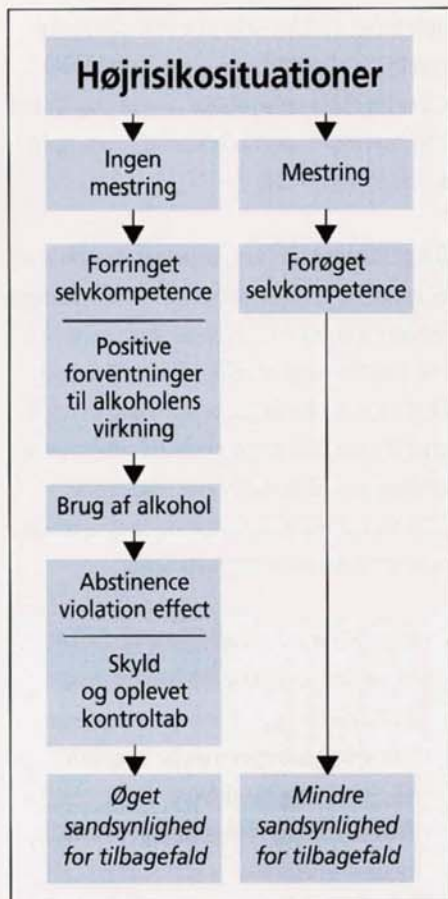 Højrisikosituationer
Ingen
mestring
Mestring
Forringet
selvkompetence
Positive
forventninger
til alkoholens
virkning
Forøget
selvkompetence
Brug af alkohol
Abstinence
violation effect
Skyld
og oplevet
kontroltab
Øget
sandsynlighed
for tilbagefald
Mindre
sandsynlighed
for tilbagefald